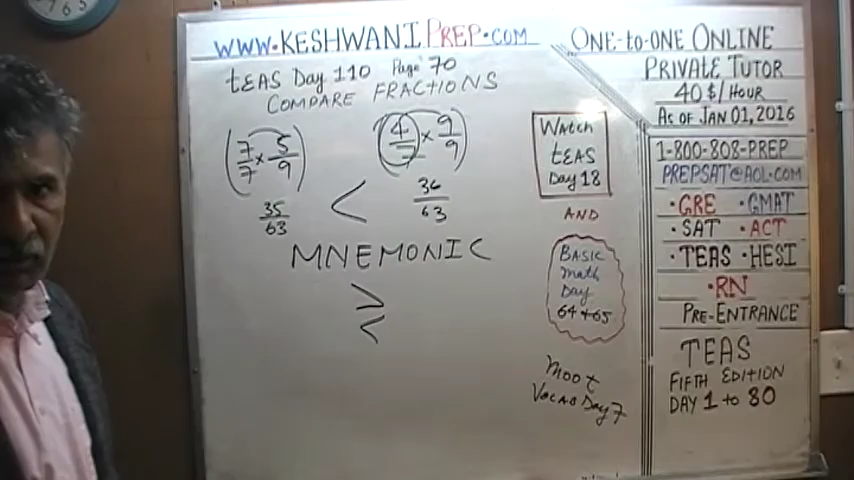 WWW.KESHWANIPREP.COM
TEAS Day 110 Page 70
COMPARE FRACTIONS
(7/7 × 5/9) (4/7 × 9/9)
35/63 < 36/63
MNEMONIC
>
<
WATCH
TEAS
Day 18
AND
BASIC
Math
Day
64+65
MOOT
VOCAB Day 7
ONE-TO-ONE ONLINE
PRIVATE TUTOR
40 $/HOUR
AS OF JAN 01, 2016
1-800-808-PREP
PREPSAT@AOL.COM
•GRE •GMAT
•SAT •ACT
•TEAS •HESI
•RN
PRE-ENTRANCE
TEAS
FIFTH EDITION
DAY 1 TO 80
7 6 5